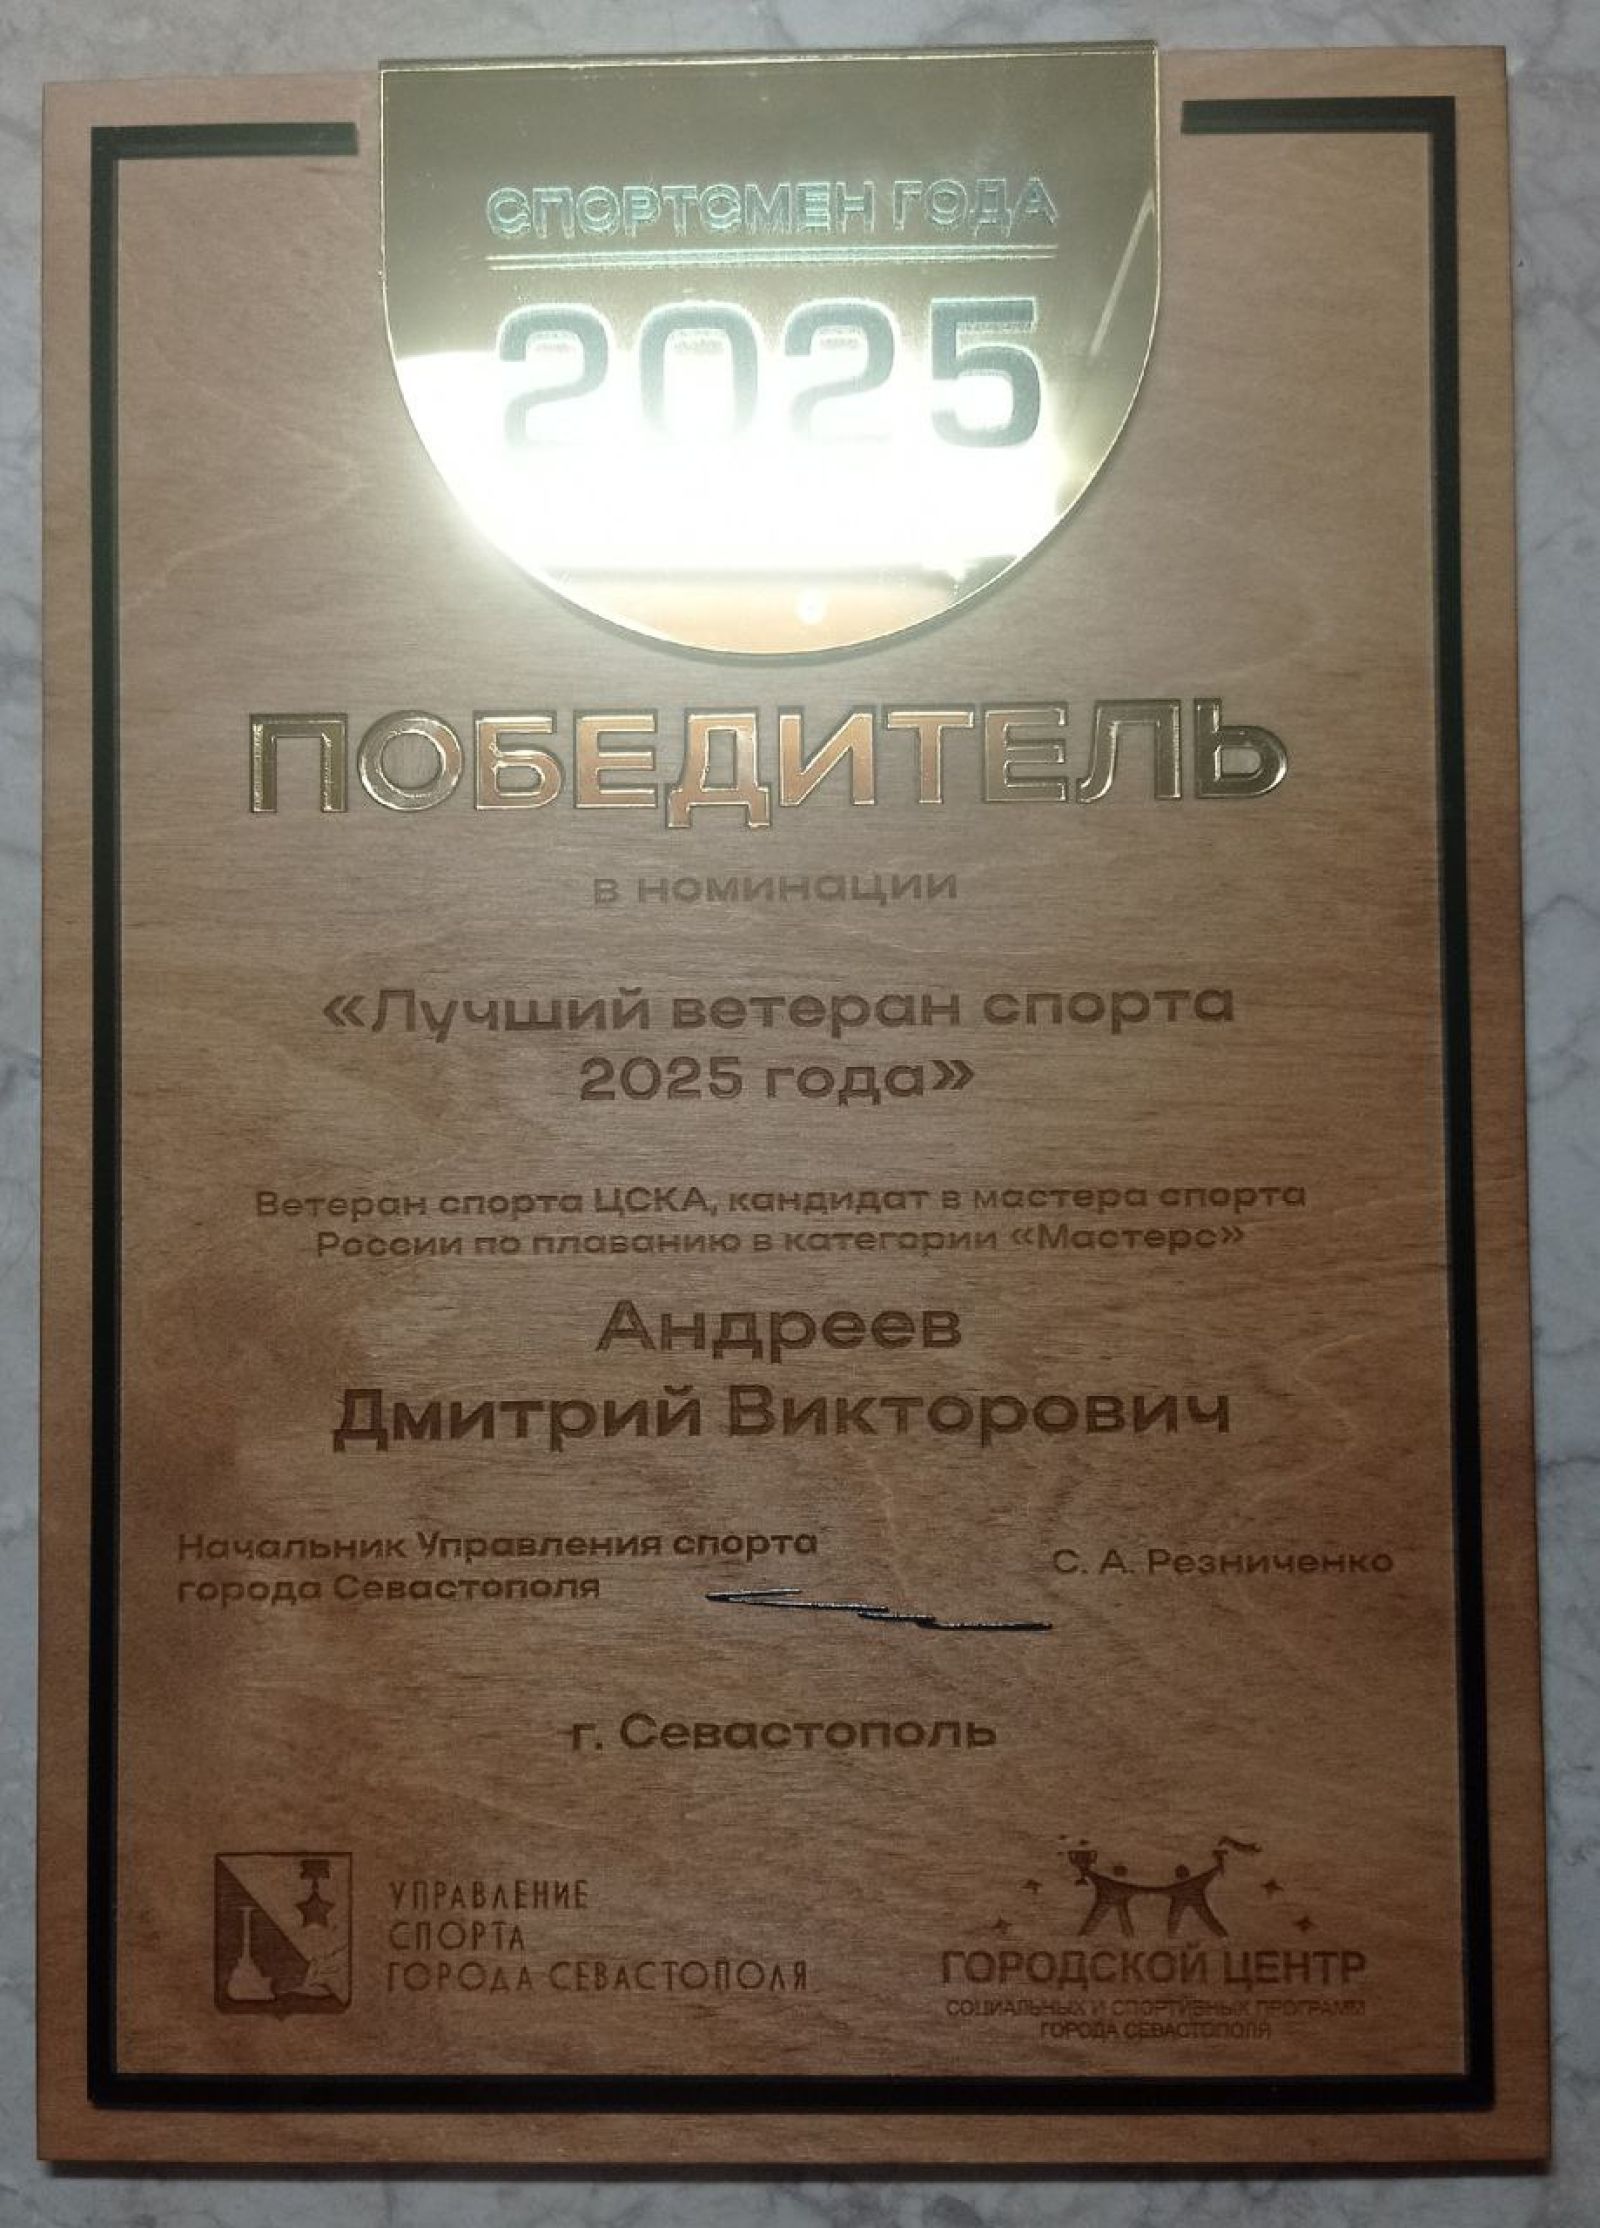 СПОРТСМЕН ГОДА
2025
ПОБЕДИТЕЛЬ
в номинации
«Лучший ветеран спорта
2025 года»
Ветеран спорта ЦСКА, кандидат в мастера спорта
России по плаванию в категории «Мастерс»
Андреев
Дмитрий Викторович
Начальник Управления спорта
города Севастополя
С. А. Резниченко
г. Севастополь
УПРАВЛЕНИЕ
СПОРТА
ГОРОДА СЕВАСТОПОЛЯ
ГОРОДСКОЙ ЦЕНТР
СОЦИАЛЬНЫХ И СПОРТИВНЫХ ПРОГРАММ
ГОРОДА СЕВАСТОПОЛЯ